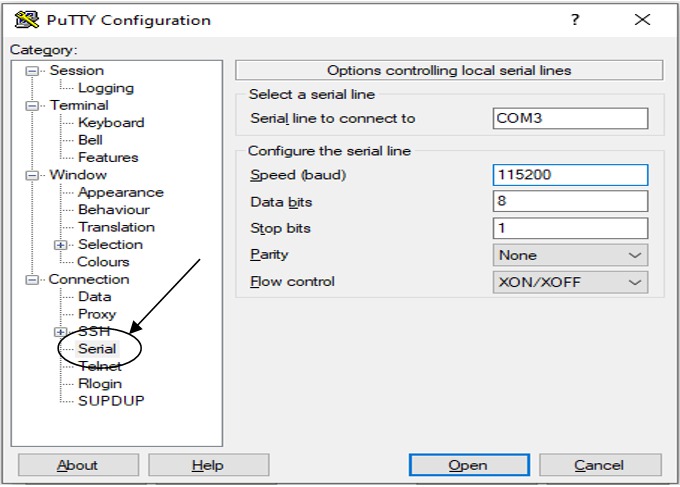 PuTTY Configuration ? ×
Category:
Session
Logging
Terminal
Keyboard
Bell
Features
Window
Appearance
Behaviour
Translation
Selection
Colours
Connection
Data
Proxy
SSH
Serial
Telnet
Rlogin
SUPDUP
Options controlling local serial lines
Select a serial line
Serial line to connect to COM3
Configure the serial line
Speed (baud) 115200
Data bits 8
Stop bits 1
Parity None
Flow control XON/XOFF
About Help Open Cancel